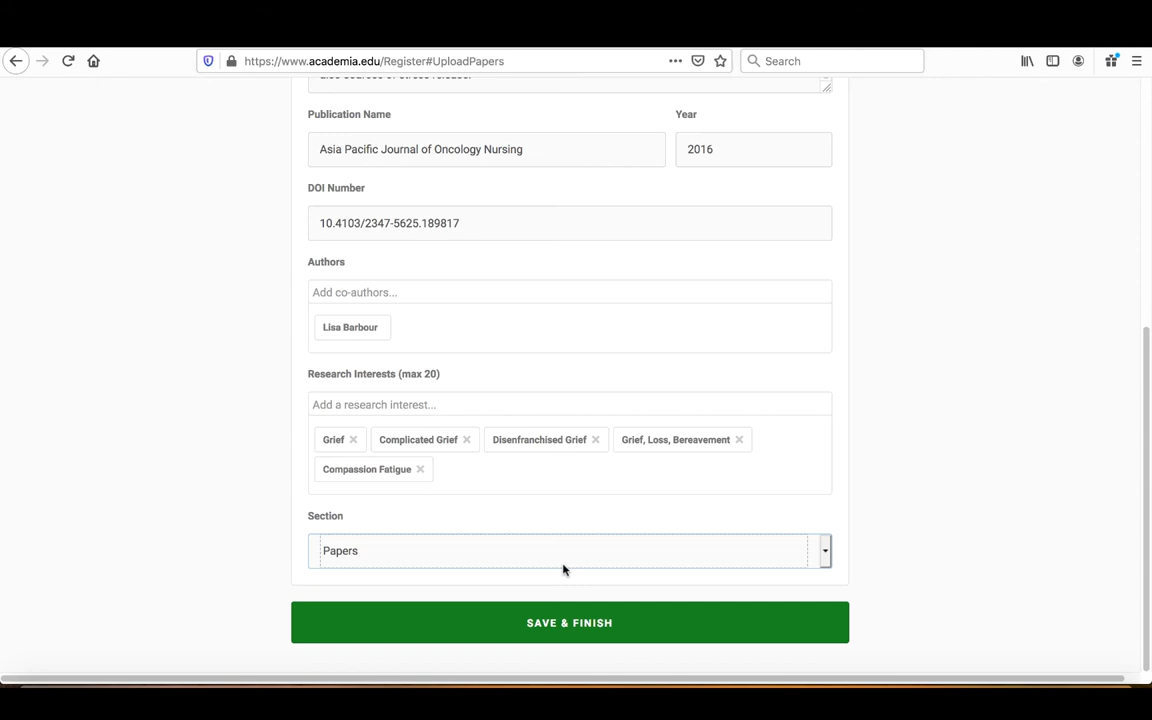 https://www.academia.edu/Register#UploadPapers
Search
Publication Name
Year
Asia Pacific Journal of Oncology Nursing
2016
DOI Number
10.4103/2347-5625.189817
Authors
Add co-authors...
Lisa Barbour
Research Interests (max 20)
Add a research interest...
Grief
Complicated Grief
Disenfranchised Grief
Grief, Loss, Bereavement
Compassion Fatigue
Section
Papers
SAVE & FINISH